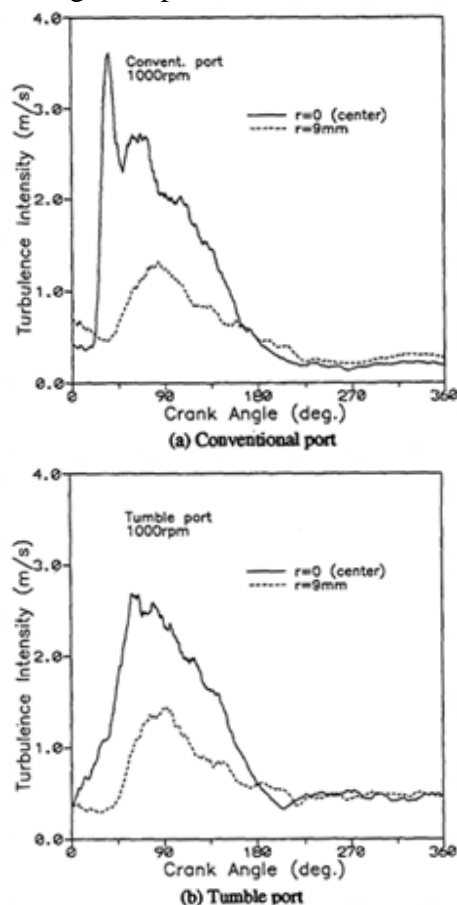 4.0
Convent. port
1000rpm
3.0
r=0 (center)
r=9mm
2.0
1.0
0.0
Turbulence Intensity (m/s)
0 90 180 270 360
Crank Angle (deg.)
(a) Conventional port
4.0
Tumble port
1000rpm
3.0
r=0 (center)
r=9mm
2.0
1.0
0.0
Turbulence Intensity (m/s)
0 90 180 270 360
Crank Angle (deg.)
(b) Tumble port